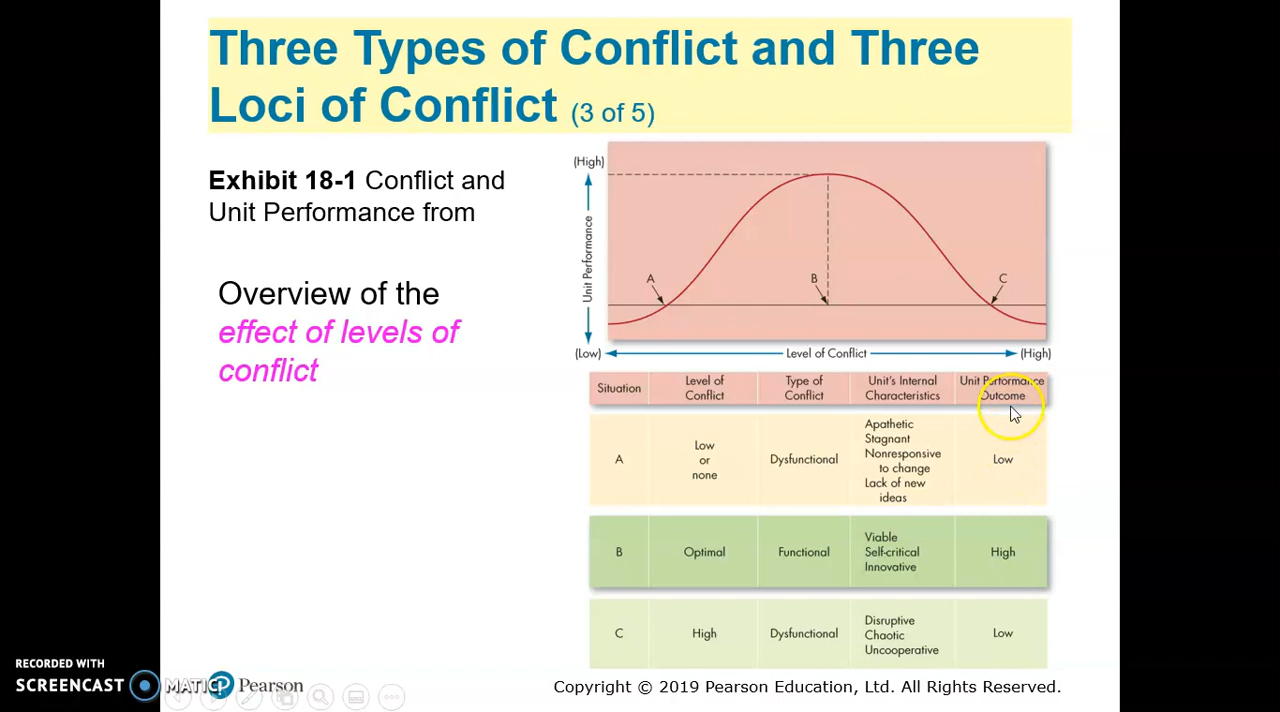 Three Types of Conflict and Three
Loci of Conflict (3 of 5)
Exhibit 18-1 Conflict and
Unit Performance from
Overview of the
effect of levels of
conflict
(High)
Unit Performance
A
B
C
(Low)
Level of Conflict
(High)
Situation
Level of
Conflict
Type of
Conflict
Unit's Internal
Characteristics
Unit Performance
Outcome
A
Low
or
none
Dysfunctional
Apathetic
Stagnant
Nonresponsive
to change
Lack of new
ideas
Low
B
Optimal
Functional
Viable
Self-critical
Innovative
High
C
High
Dysfunctional
Disruptive
Chaotic
Uncooperative
Low
RECORDED WITH
SCREENCAST MATIC
Pearson
Copyright © 2019 Pearson Education, Ltd. All Rights Reserved.